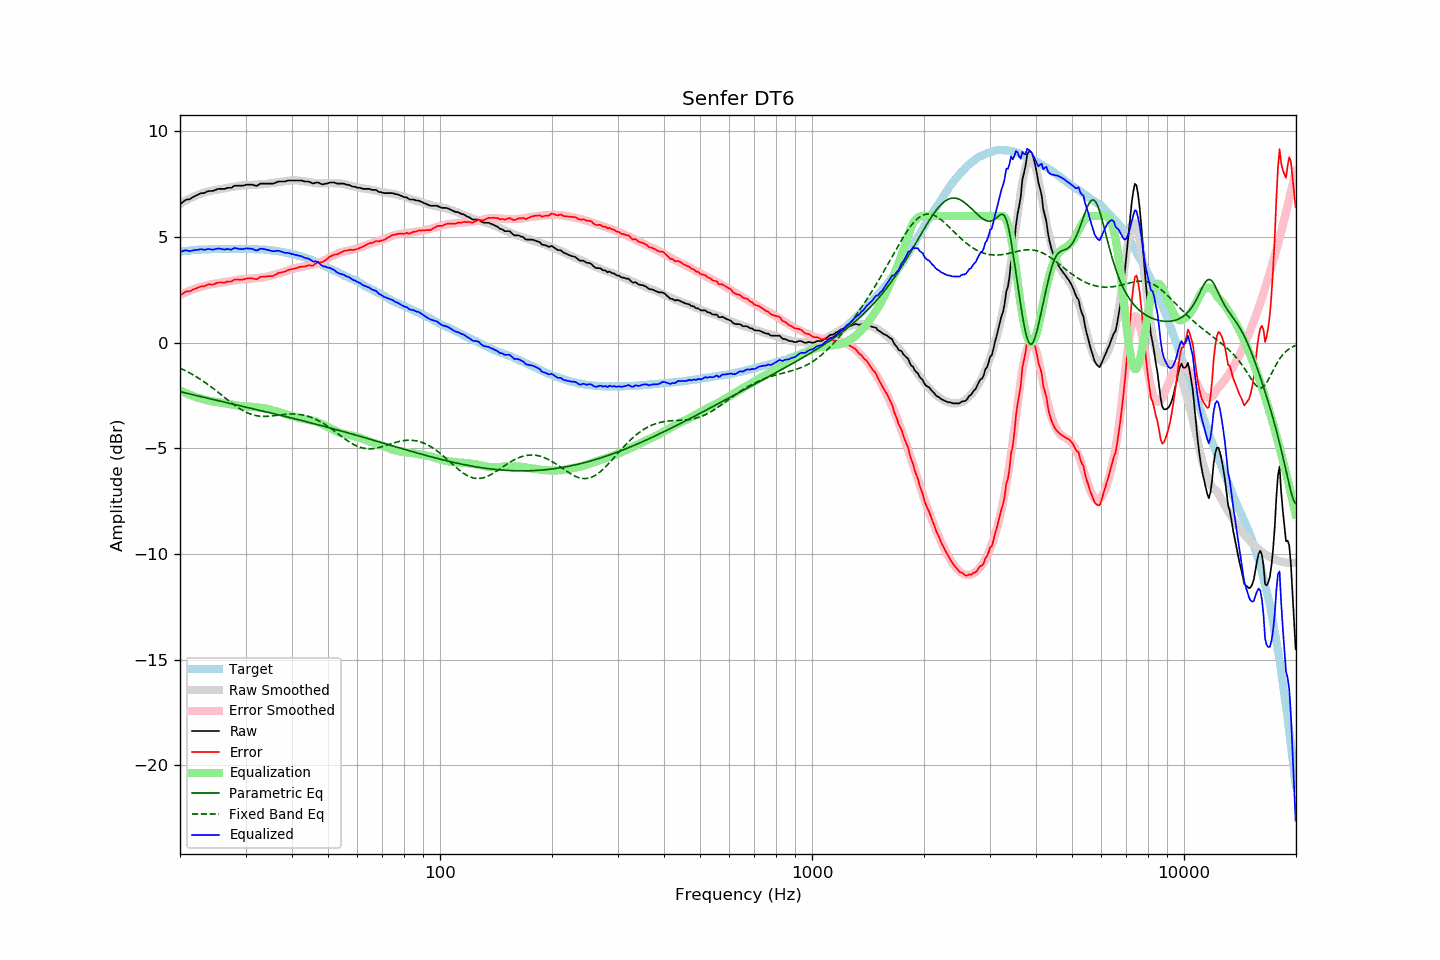 Senfer DT6
10
5
0
−5
−10
−15
−20
Amplitude (dBr)
Target
Raw Smoothed
Error Smoothed
Raw
Error
Equalization
Parametric Eq
Fixed Band Eq
Equalized
100
1000
10000
Frequency (Hz)